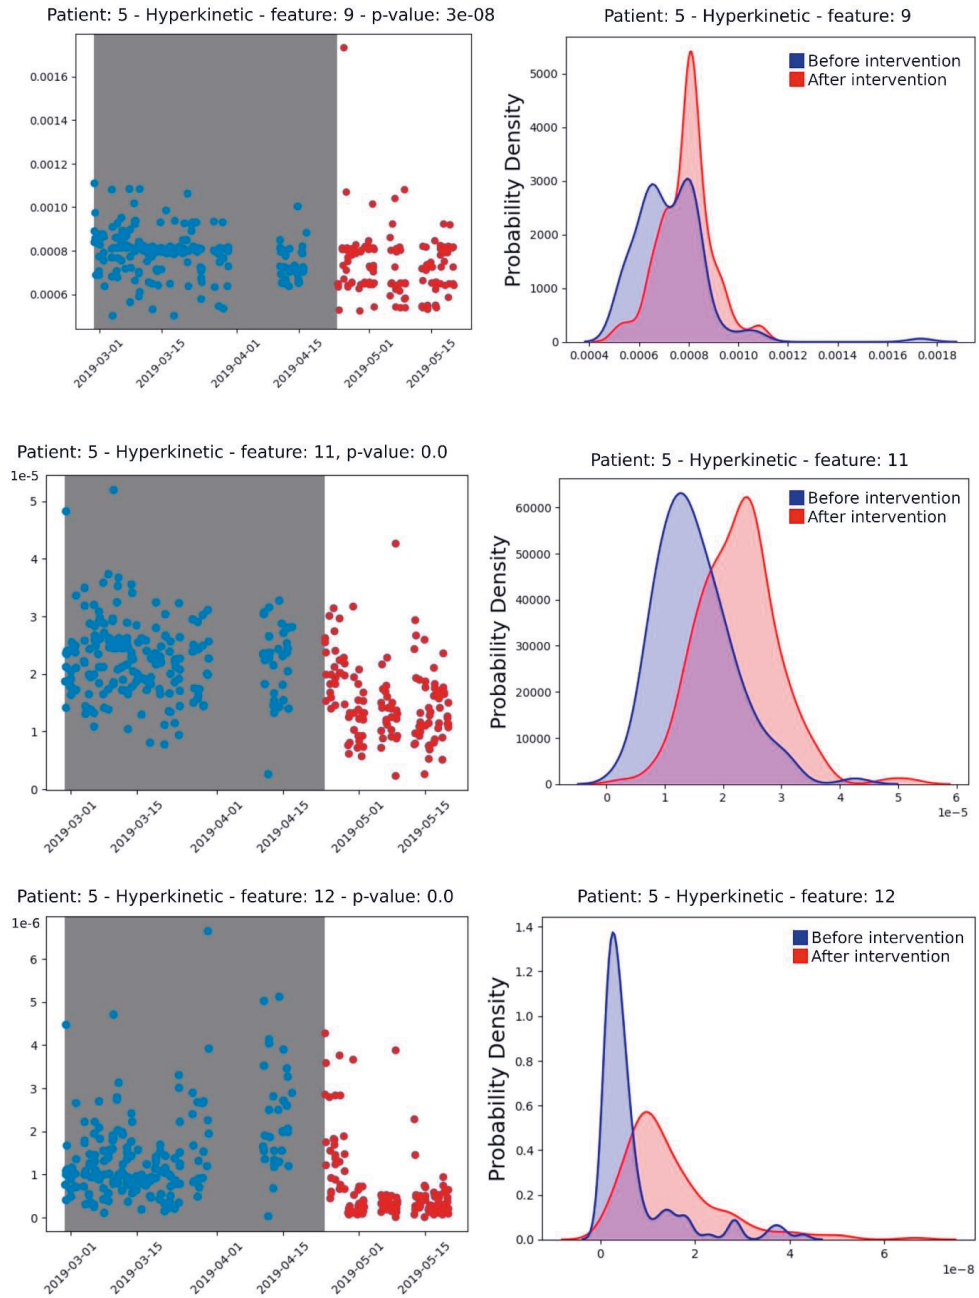 Patient: 5 - Hyperkinetic - feature: 9 - p-value: 3e-08
0.0016
0.0014
0.0012
0.0010
0.0008
0.0006
2019-03-01
2019-03-15
2019-04-01
2019-04-15
2019-05-01
2019-05-15
Patient: 5 - Hyperkinetic - feature: 9
Before intervention
After intervention
Probability Density
5000
4000
3000
2000
1000
0
0.0004 0.0006 0.0008 0.00010 0.00012 0.0014 0.0016 0.0018
Patient: 5 - Hyperkinetic - feature: 11, p-value: 0.0
1e-5
5
4
3
2
1
0
2019-03-01
2019-03-15
2019-04-01
2019-04-15
2019-05-01
2019-05-15
Patient: 5 - Hyperkinetic - feature: 11
Before intervention
After intervention
Probability Density
60000
50000
40000
30000
20000
10000
0
0 1 2 3 4 5 6
1e-5
Patient: 5 - Hyperkinetic - feature: 12 - p-value: 0.0
1e-6
6
5
4
3
2
1
0
2019-03-01
2019-03-15
2019-04-01
2019-04-15
2019-05-01
2019-05-15
Patient: 5 - Hyperkinetic - feature: 12
Before intervention
After intervention
Probability Density
1.4
1.2
1.0
0.8
0.6
0.4
0.2
0.0
0 2 4 6
1e-8